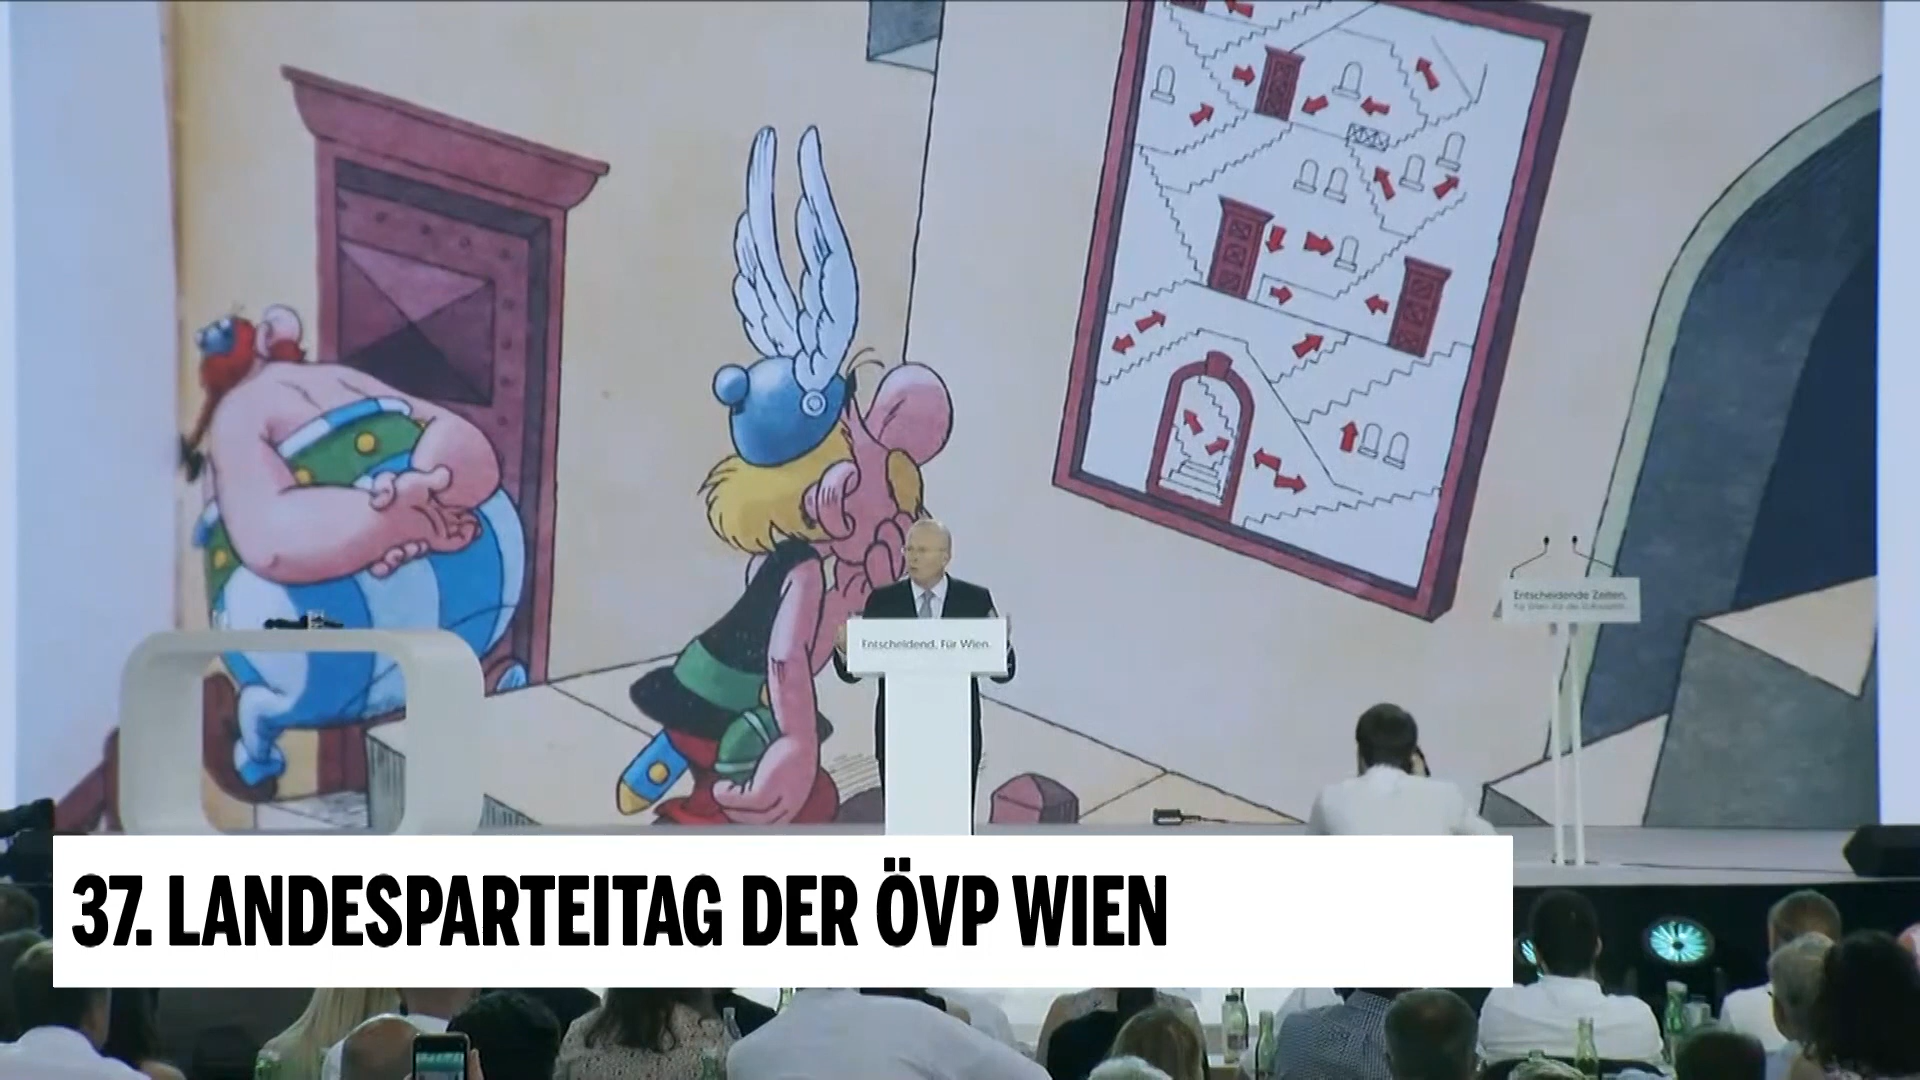 Entscheidende Zeiten.
Entscheidend. Für Wien.
37. LANDESPARTEITAG DER ÖVP WIEN